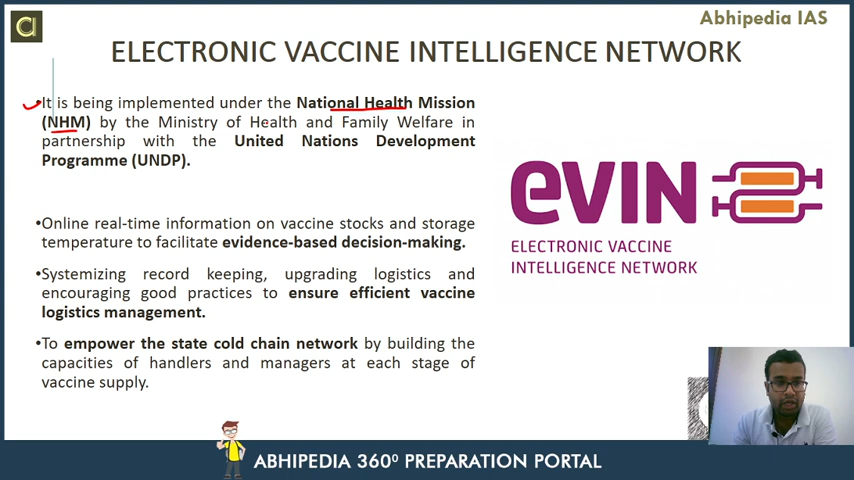 Abhipedia IAS
ELECTRONIC VACCINE INTELLIGENCE NETWORK
•It is being implemented under the National Health Mission
(NHM) by the Ministry of Health and Family Welfare in
partnership with the United Nations Development
Programme (UNDP).
•Online real-time information on vaccine stocks and storage
temperature to facilitate evidence-based decision-making.
•Systemizing record keeping, upgrading logistics and
encouraging good practices to ensure efficient vaccine
logistics management.
•To empower the state cold chain network by building the
capacities of handlers and managers at each stage of
vaccine supply.
eVIN
ELECTRONIC VACCINE
INTELLIGENCE NETWORK
ABHIPEDIA 360⁰ PREPARATION PORTAL